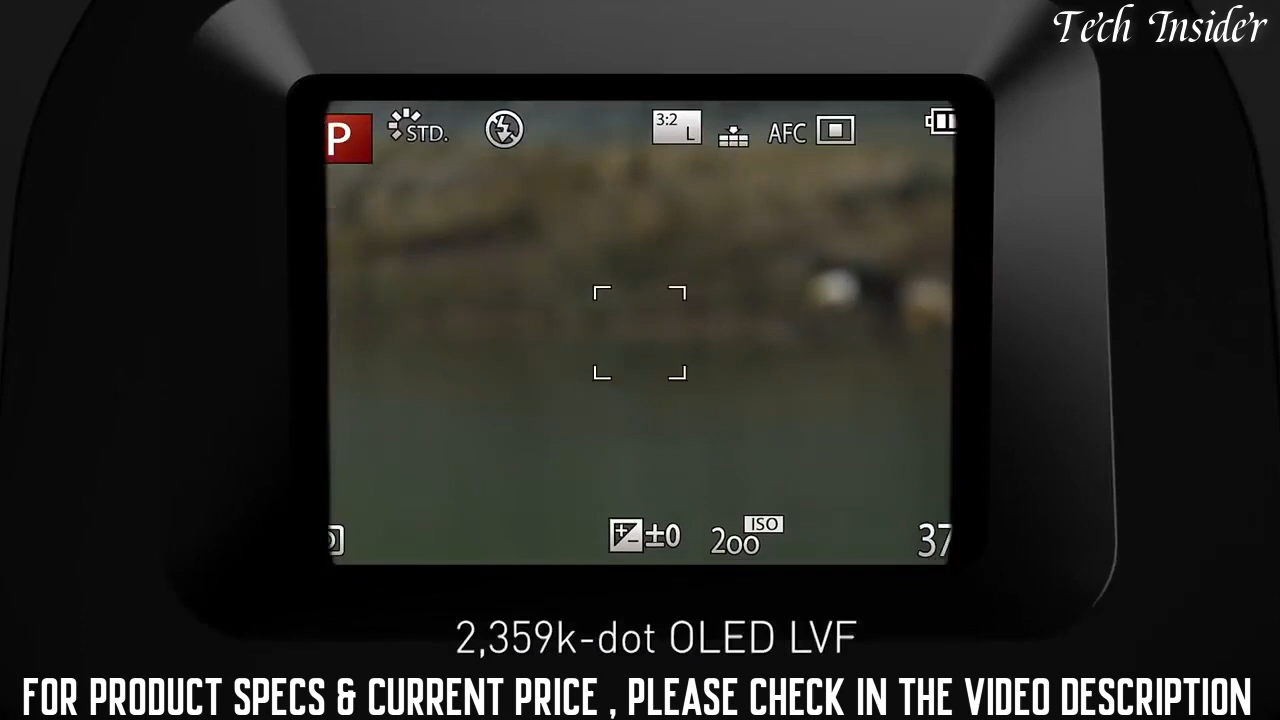 Tech Insider
P STD. 3:2 L AFC
±0 200 ISO 37
2,359k-dot OLED LVF
FOR PRODUCT SPECS & CURRENT PRICE , PLEASE CHECK IN THE VIDEO DESCRIPTION